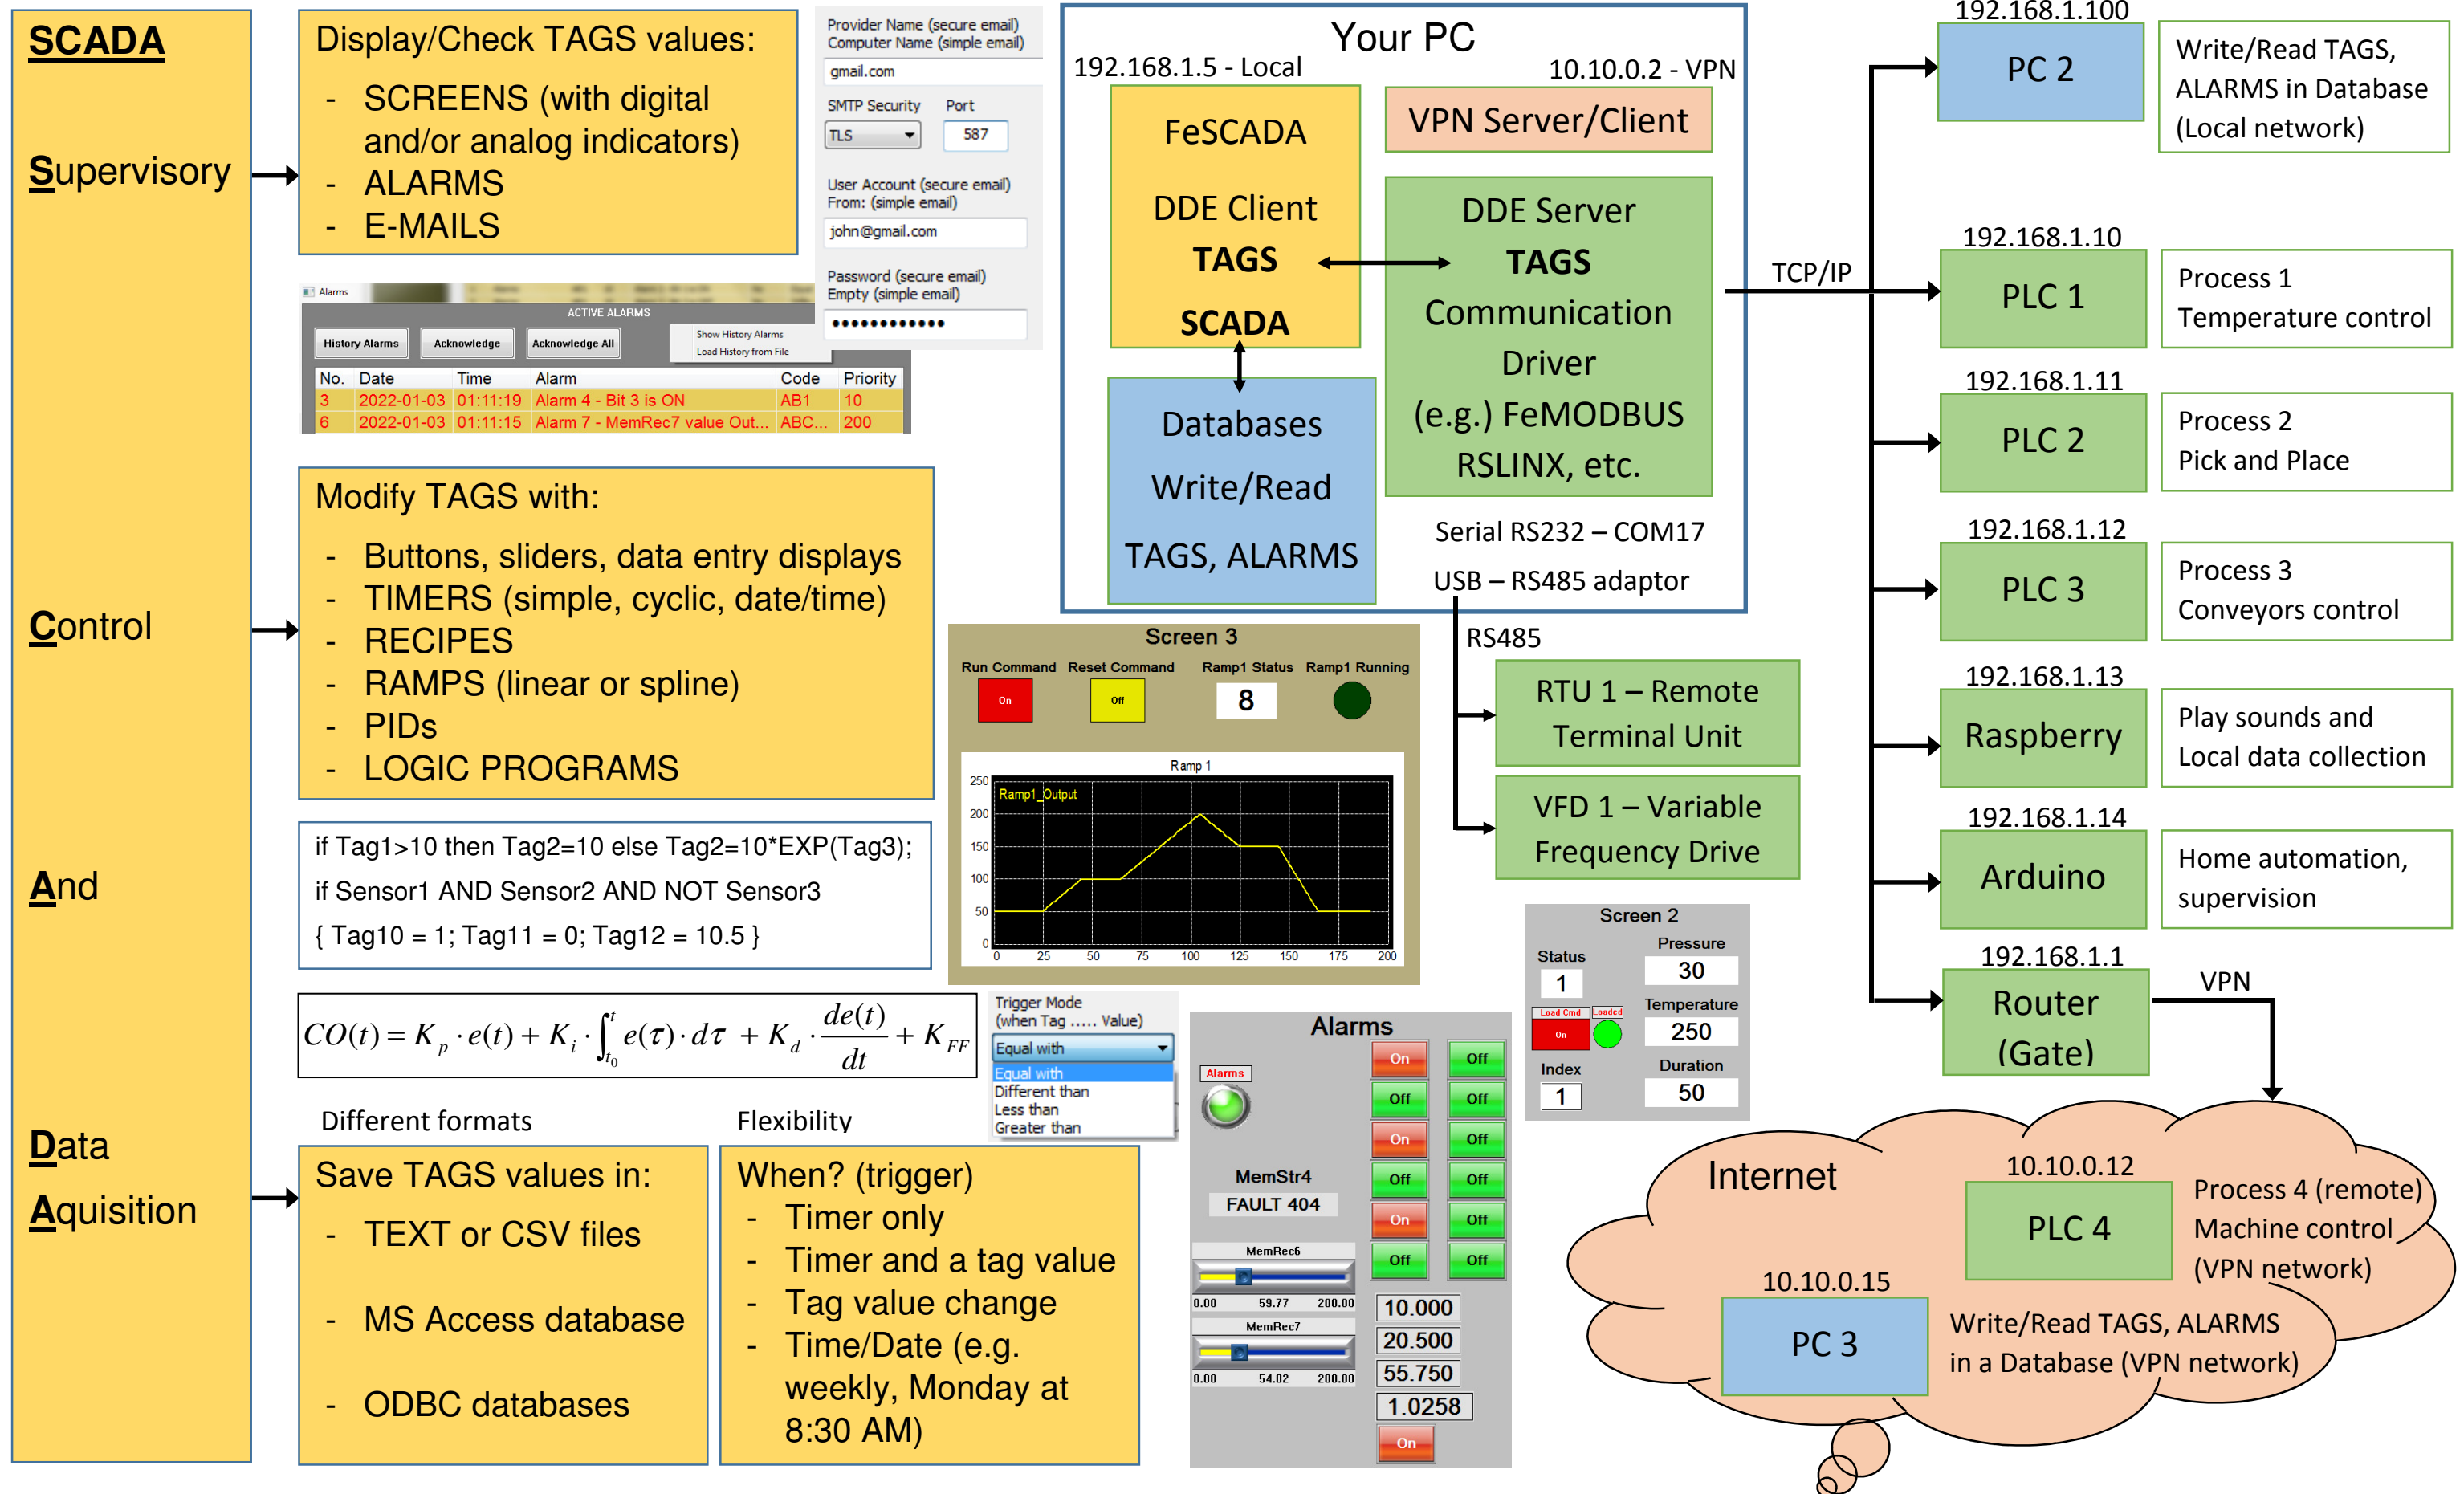 SCADA
Supervisory
Control
And
Data
Aquisition
Display/Check TAGS values:
- SCREENS (with digital
and/or analog indicators)
- ALARMS
- E-MAILS
Provider Name (secure email)
Computer Name (simple email)
gmail.com
SMTP Security Port
TLS 587
User Account (secure email)
From: (simple email)
john@gmail.com
Password (secure email)
Empty (simple email)
Alarms
ACTIVE ALARMS
History Alarms Acknowledge Acknowledge All
Show History Alarms
Load History from File
No. Date Time Alarm Code Priority
3 2022-01-03 01:11:19 Alarm 4 - Bit 3 is ON AB1 10
6 2022-01-03 01:11:15 Alarm 7 - MemRec7 value Out... ABC... 200
Modify TAGS with:
- Buttons, sliders, data entry displays
- TIMERS (simple, cyclic, date/time)
- RECIPES
- RAMPS (linear or spline)
- PIDs
- LOGIC PROGRAMS
if Tag1>10 then Tag2=10 else Tag2=10*EXP(Tag3);
if Sensor1 AND Sensor2 AND NOT Sensor3
{ Tag10 = 1; Tag11 = 0; Tag12 = 10.5 }
CO(t) = K_p · e(t) + K_i · ∫_{t_0}^{t} e(τ) · dτ + K_d · de(t)/dt + K_FF
Different formats
Save TAGS values in:
- TEXT or CSV files
- MS Access database
- ODBC databases
Flexibility
When? (trigger)
- Timer only
- Timer and a tag value
- Tag value change
- Time/Date (e.g.
weekly, Monday at
8:30 AM)
Trigger Mode
(when Tag ..... Value)
Equal with
Equal with
Different than
Less than
Greater than
Your PC
192.168.1.5 - Local
10.10.0.2 - VPN
FeSCADA
DDE Client
TAGS
SCADA
Databases
Write/Read
TAGS, ALARMS
VPN Server/Client
DDE Server
TAGS
Communication
Driver
(e.g.) FeMODBUS
RSLINX, etc.
Serial RS232 – COM17
USB – RS485 adaptor
RS485
RTU 1 – Remote
Terminal Unit
VFD 1 – Variable
Frequency Drive
Screen 3
Run Command Reset Command Ramp1 Status Ramp1 Running
On Off 8
Ramp 1
Ramp1_Output
250
200
150
100
50
0
0 25 50 75 100 125 150 175 200
Screen 2
Status
1
Load Cmd Loaded
On
Index
1
Pressure
30
Temperature
250
Duration
50
Alarms
Alarms
On Off
Off Off
On Off
Off Off
On Off
Off Off
MemStr4
FAULT 404
MemRec6
0.00 59.77 200.00
MemRec7
0.00 54.02 200.00
10.000
20.500
55.750
1.0258
On
TCP/IP
192.168.1.100
PC 2
Write/Read TAGS,
ALARMS in Database
(Local network)
192.168.1.10
PLC 1
Process 1
Temperature control
192.168.1.11
PLC 2
Process 2
Pick and Place
192.168.1.12
PLC 3
Process 3
Conveyors control
192.168.1.13
Raspberry
Play sounds and
Local data collection
192.168.1.14
Arduino
Home automation,
supervision
192.168.1.1
Router
(Gate)
VPN
Internet
10.10.0.12
PLC 4
Process 4 (remote)
Machine control
(VPN network)
10.10.0.15
PC 3
Write/Read TAGS, ALARMS
in a Database (VPN network)